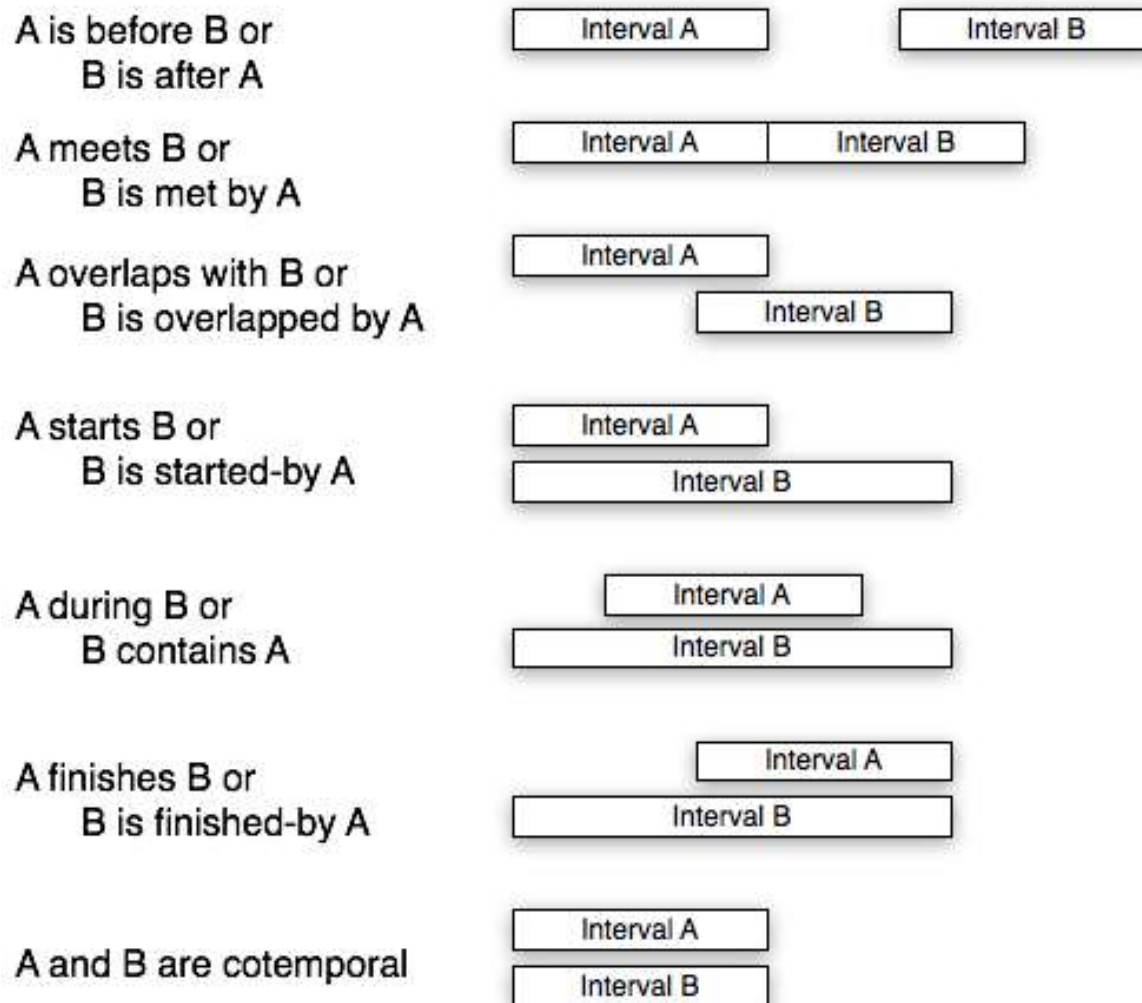 A is before B or
B is after A
Interval A
Interval B
A meets B or
B is met by A
Interval A
Interval B
A overlaps with B or
B is overlapped by A
Interval A
Interval B
A starts B or
B is started-by A
Interval A
Interval B
A during B or
B contains A
Interval A
Interval B
A finishes B or
B is finished-by A
Interval A
Interval B
A and B are cotemporal
Interval A
Interval B